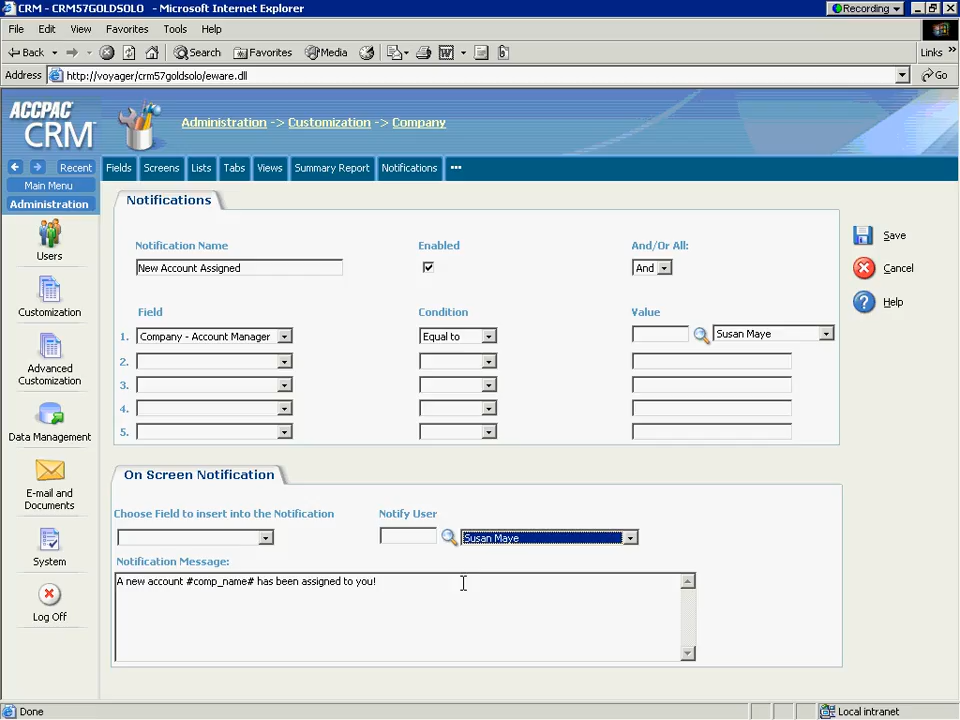 CRM - CRM57GOLDSOLO - Microsoft Internet Explorer
Recording
File Edit View Favorites Tools Help
Back Search Favorites Media Links »
Address http://voyager/crm57goldsolo/eware.dll Go
ACCPAC CRM
Administration -> Customization -> Company
Recent Fields Screens Lists Tabs Views Summary Report Notifications •••
Main Menu
Administration
Users
Customization
Advanced Customization
Data Management
E-mail and Documents
System
Log Off
Notifications
Notification Name Enabled And/Or All:
New Account Assigned And
Field Condition Value
1. Company - Account Manager Equal to Susan Maye
2.
3.
4.
5.
Save
Cancel
Help
On Screen Notification
Choose Field to insert into the Notification Notify User
Susan Maye
Notification Message:
A new account #comp_name# has been assigned to you!
Done Local intranet